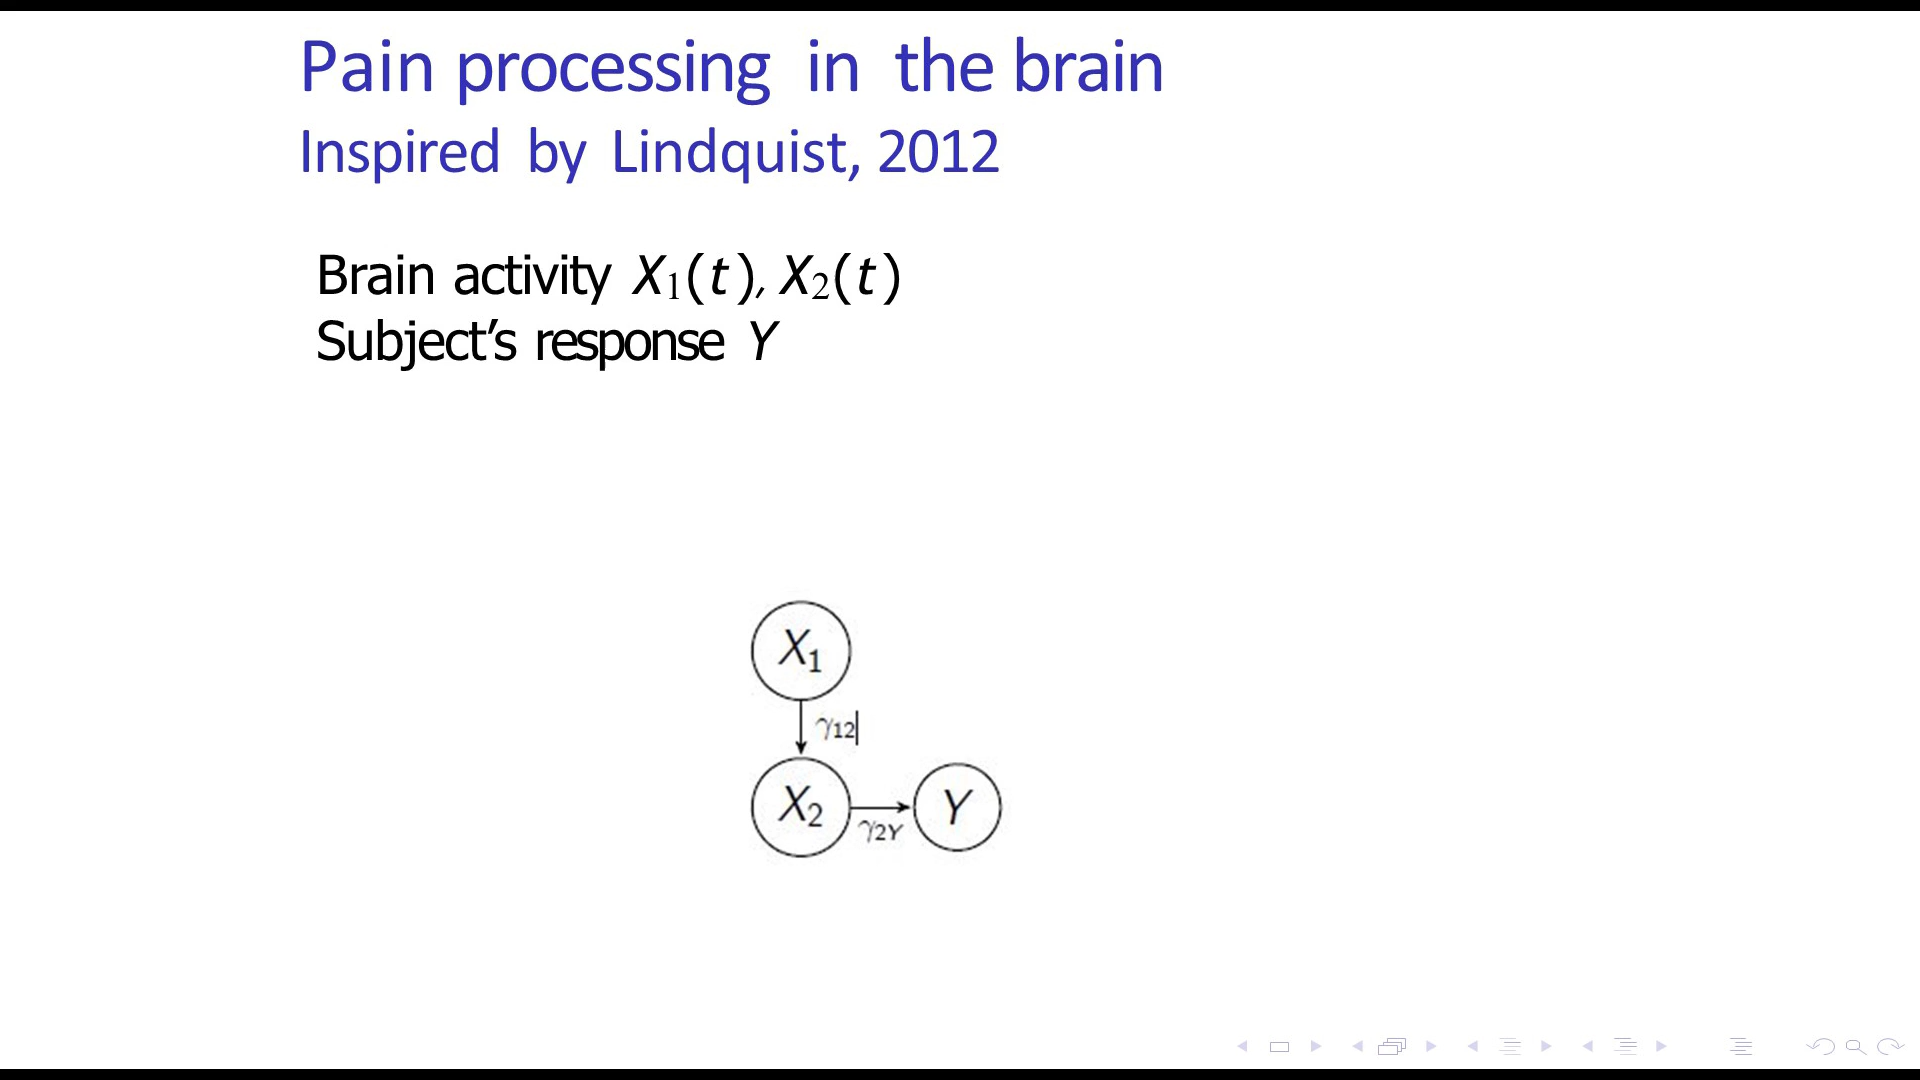 Pain processing in the brain
Inspired by Lindquist, 2012
Brain activity X₁(t), X₂(t)
Subject’s response Y
X₁
γ₁₂|
X₂
Y
γ₂Y